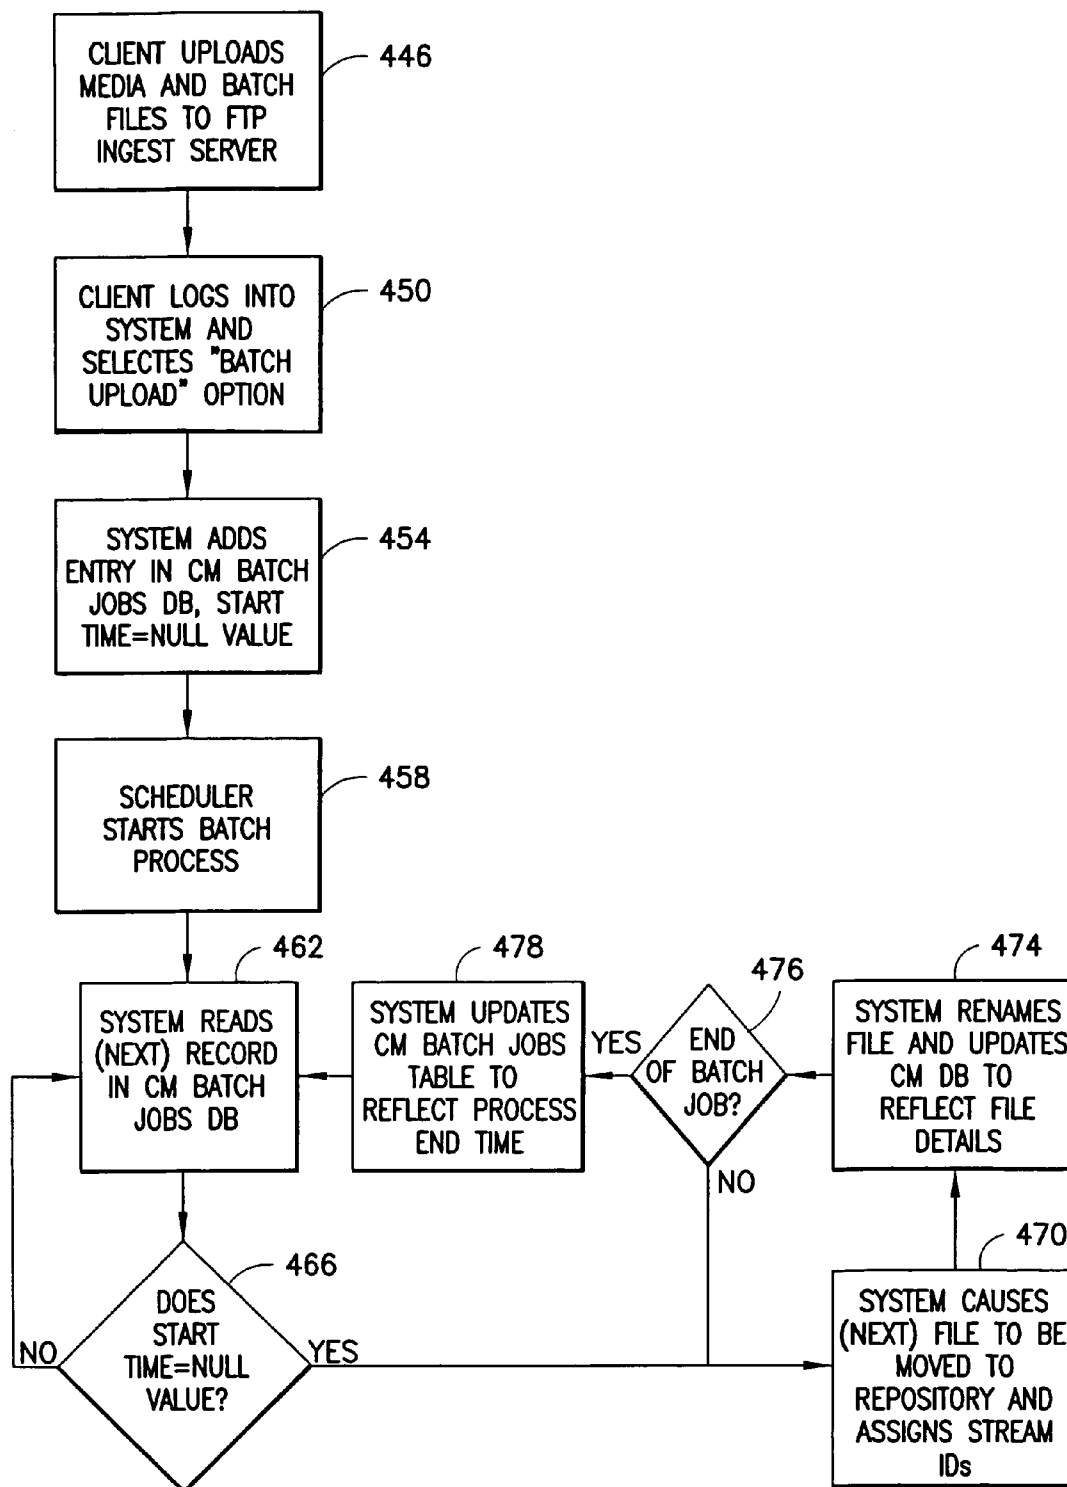 CLIENT UPLOADS
MEDIA AND BATCH
FILES TO FTP
INGEST SERVER
446
CLIENT LOGS INTO
SYSTEM AND
SELECTES "BATCH
UPLOAD" OPTION
450
SYSTEM ADDS
ENTRY IN CM BATCH
JOBS DB, START
TIME=NULL VALUE
454
SCHEDULER
STARTS BATCH
PROCESS
458
SYSTEM READS
(NEXT) RECORD
IN CM BATCH
JOBS DB
462
SYSTEM UPDATES
CM BATCH JOBS
TABLE TO
REFLECT PROCESS
END TIME
478
YES
END
OF BATCH
JOB?
476
NO
SYSTEM RENAMES
FILE AND UPDATES
CM DB TO
REFLECT FILE
DETAILS
474
DOES
START
TIME=NULL
VALUE?
466
NO
YES
SYSTEM CAUSES
(NEXT) FILE TO BE
MOVED TO
REPOSITORY AND
ASSIGNS STREAM
IDs
470